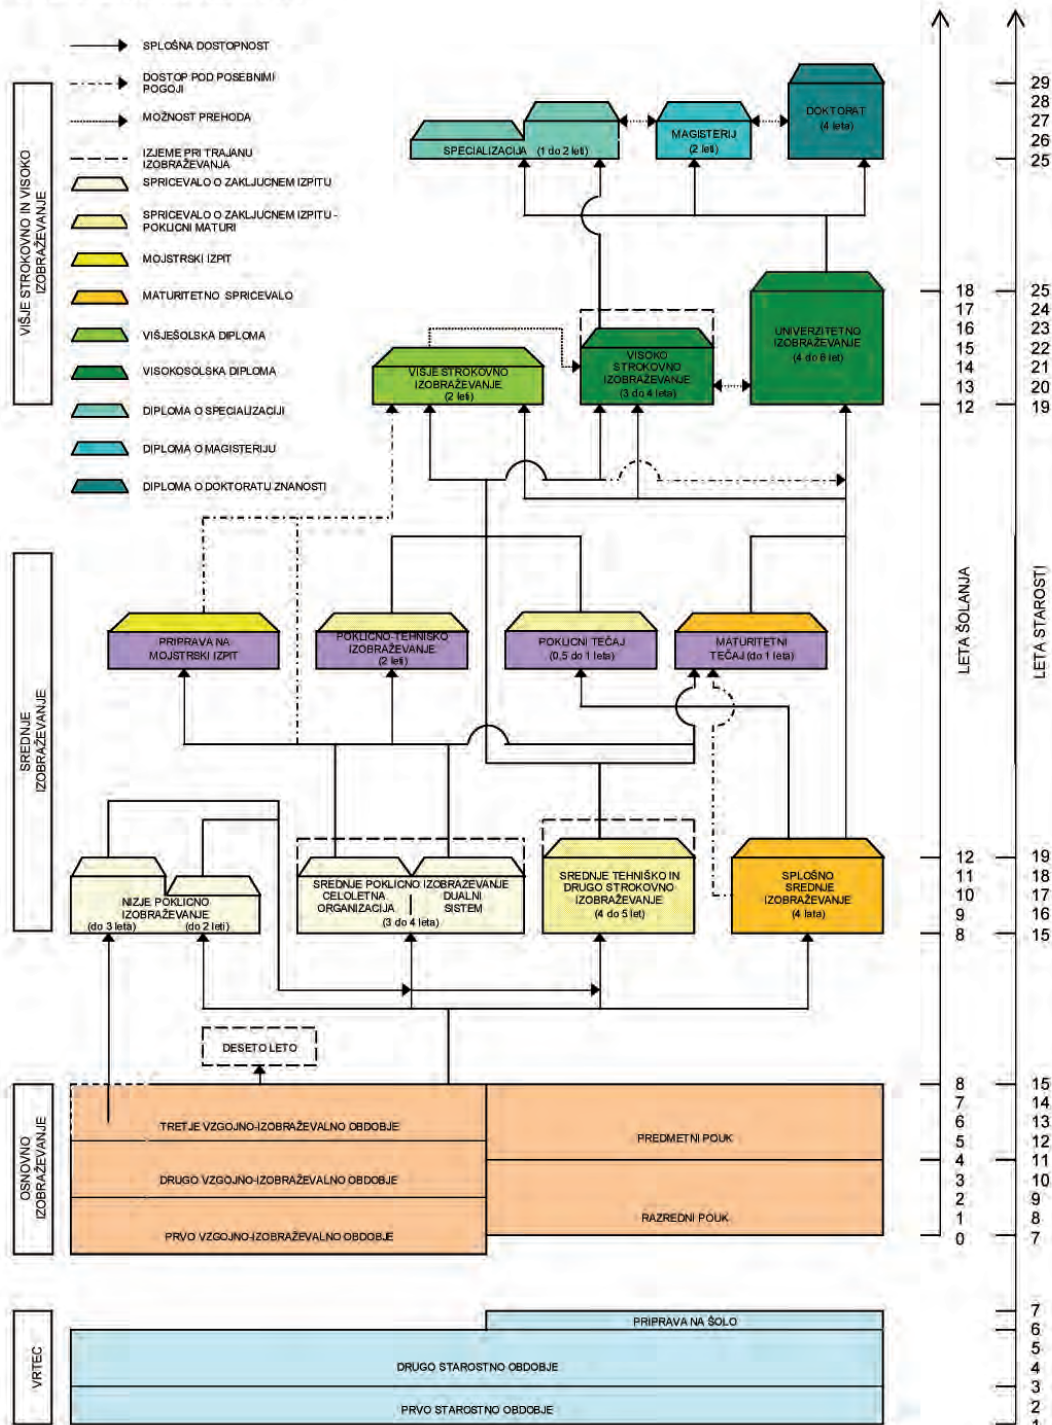 SPLOŠNA DOSTOPNOST
DOSTOP POD POSEBNIMI
POGOJI
MOŽNOST PREHODA
IZJEME PRI TRAJANU
IZOBRAŽEVANJA
SPRICEVALO O ZAKLJUCNEM IZPITU
SPRICEVALO O ZAKLJUCNEM IZPITU -
POKLICNI MATURI
MOJSTRSKI IZPIT
MATURITETNO SPRICEVALO
VIŠJEŠOLSKA DIPLOMA
VISOKOSOLSKA DIPLOMA
DIPLOMA O SPECIALIZACIJI
DIPLOMA O MAGISTERIJU
DIPLOMA O DOKTORATU ZNANOSTI
VIŠJE STROKOVNO IN VISOKO
IZOBRAŽEVANJE
SPECIALIZACIJA (1 do 2 leti)
MAGISTERIJ
(2 leti)
DOKTORAT
(4 leta)
VIŠJE STROKOVNO
IZOBRAŽEVANJE
(2 leti)
VISOKO
STROKOVNO
IZOBRAŽEVANJE
(3 do 4 leta)
UNIVERZITETNO
IZOBRAŽEVANJE
(4 do 6 let)
SREDNJE
IZOBRAŽEVANJE
PRIPRAVA NA
MOJSTRSKI IZPIT
POKLICNO-TEHNIŠKO
IZOBRAŽEVANJE
(2 leti)
POKLICNI TEČAJ
(0,5 do 1 leta)
MATURITETNI
TEČAJ (do 1 leta)
NIZJE POKLICNO
IZOBRAŽEVANJE
(do 3 leta)
(do 2 leti)
SREDNJE POKLICNO IZOBRAZEVANJE
CELOLETNA
ORGANIZACIJA
DUALNI
SISTEM
(3 do 4 leta)
SREDNJE TEHNIŠKO IN
DRUGO STROKOVNO
IZOBRAŽEVANJE
(4 do 5 let)
SPLOŠNO
SREDNJE
IZOBRAŽEVANJE
(4 lata)
DESETO LETO
OSNOVNO
IZOBRAŽEVANJE
TRETJE VZGOJNO-IZOBRAŽEVALNO OBDOBJE
DRUGO VZGOJNO-IZOBRAŽEVALNO OBDOBJE
PRVO VZGOJNO-IZOBRAŽEVALNO OBDOBJE
PREDMETNI POUK
RAZREDNI POUK
VRTEC
PRIPRAVA NA ŠOLO
DRUGO STAROSTNO OBDOBJE
PRVO STAROSTNO OBDOBJE
LETA ŠOLANJA
18
17
16
15
14
13
12
12
11
10
9
8
8
7
6
5
4
3
2
1
0
LETA STAROSTI
29
28
27
26
25
25
24
23
22
21
20
19
19
18
17
16
15
15
14
13
12
11
10
9
8
7
7
6
5
4
3
2